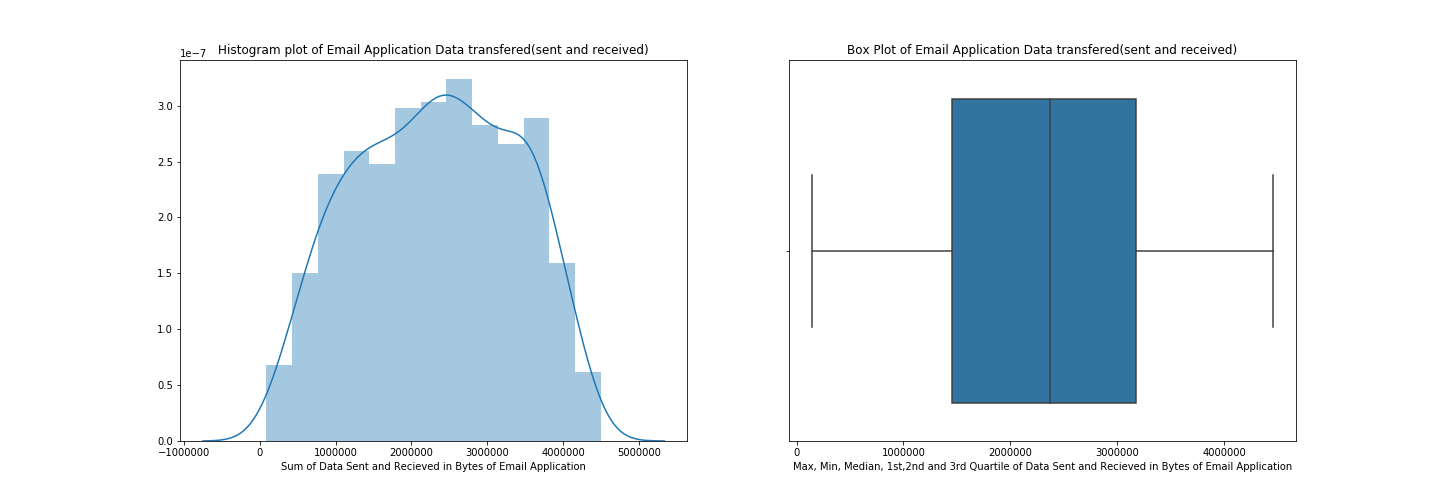 Histogram plot of Email Application Data transfered(sent and received)
1e−7
3.0
2.5
2.0
1.5
1.0
0.5
0.0
−1000000 0 1000000 2000000 3000000 4000000 5000000
Sum of Data Sent and Recieved in Bytes of Email Application
Box Plot of Email Application Data transfered(sent and received)
0 1000000 2000000 3000000 4000000
Max, Min, Median, 1st,2nd and 3rd Quartile of Data Sent and Recieved in Bytes of Email Application